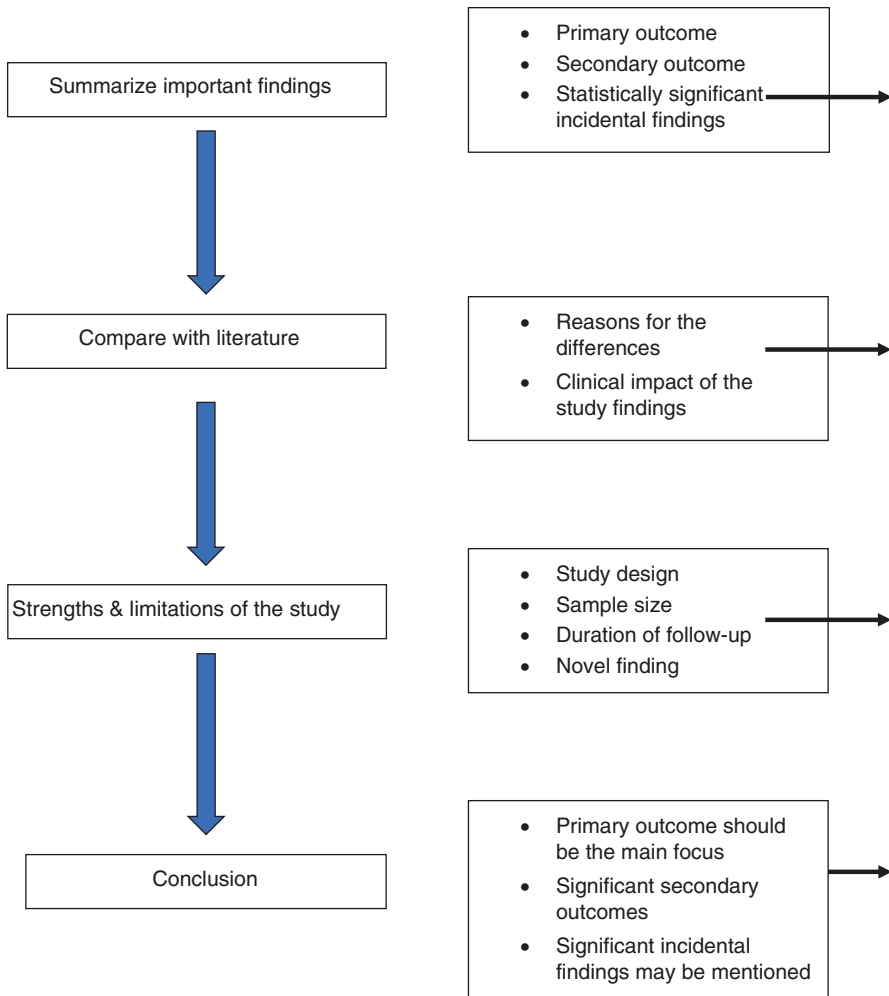 Summarize important findings
• Primary outcome
• Secondary outcome
• Statistically significant
incidental findings
Compare with literature
• Reasons for the
differences
• Clinical impact of the
study findings
Strengths & limitations of the study
• Study design
• Sample size
• Duration of follow-up
• Novel finding
Conclusion
• Primary outcome should
be the main focus
• Significant secondary
outcomes
• Significant incidental
findings may be mentioned